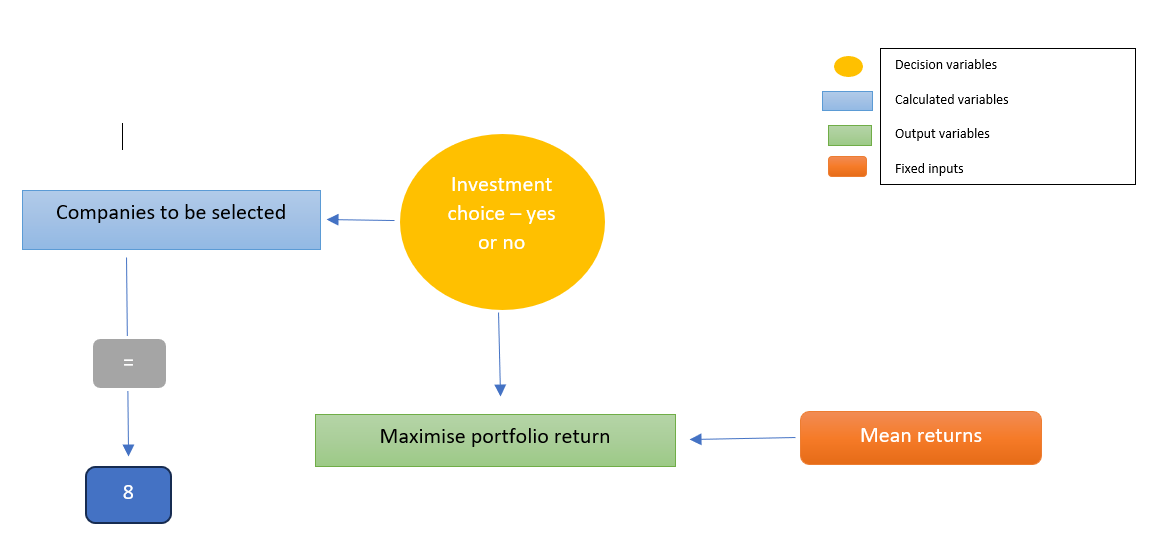 Decision variables
Calculated variables
Output variables
Fixed inputs
Investment
choice – yes
or no
Companies to be selected
=
Maximise portfolio return
Mean returns
8